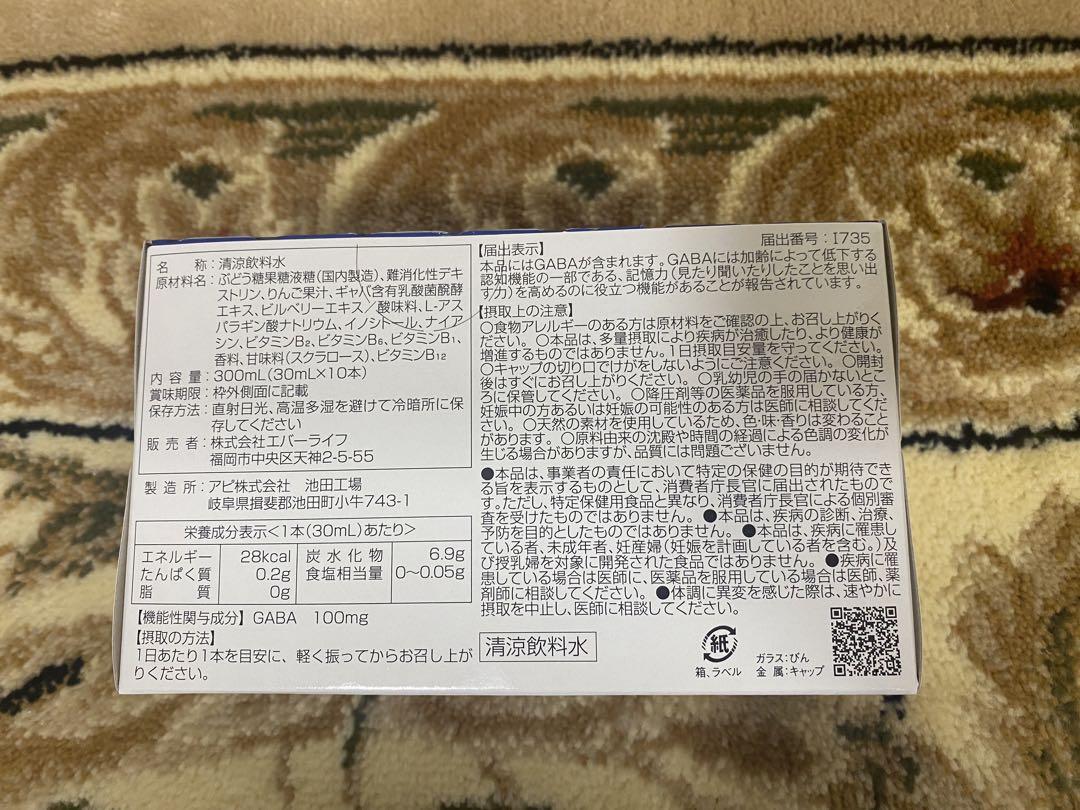 名　　称：清涼飲料水
原材料名：ぶどう糖果糖液糖（国内製造）、難消化性デキ
ストリン、りんご果汁、ギャバ含有乳酸菌醗酵
エキス、ビルベリーエキス／酸味料、L-アス
パラギン酸ナトリウム、イノシトール、ナイア
シン、ビタミンB₂、ビタミンB₆、ビタミンB₁、
香料、甘味料（スクラロース）、ビタミンB₁₂
内 容 量：300mL（30mL×10本）
賞味期限：枠外側面に記載
保存方法：直射日光、高温多湿を避けて冷暗所に保
存してください
販 売 者：株式会社エバーライフ
福岡市中央区天神2-5-55
製 造 所：アピ株式会社　池田工場
岐阜県揖斐郡池田町小牛743-1
栄養成分表示＜1本（30mL）あたり＞
エネルギー 28kcal 炭水化物 6.9g
たんぱく質 0.2g 食塩相当量 0〜0.05g
脂　　質 0g
【機能性関与成分】GABA　100mg
【摂取の方法】
1日あたり1本を目安に、軽く振ってからお召し上が
りください。
届出番号：I735
【届出表示】
本品にはGABAが含まれます。GABAには加齢によって低下する
認知機能の一部である、記憶力（見たり聞いたりしたことを思い出
す力）を高めるのに役立つ機能があることが報告されています。
【摂取上の注意】
○食物アレルギーのある方は原材料をご確認の上、お召し上がりく
ださい。○本品は、多量摂取により疾病が治癒したり、より健康が
増進するものではありません。1日摂取目安量を守ってください。
○キャップの切り口でけがをしないようにご注意ください。○開封
後はすぐにお召し上がりください。○乳幼児の手の届かないとこ
ろに保管してください。○降圧剤等の医薬品を服用している方、
妊娠中の方あるいは妊娠の可能性のある方は医師に相談してくだ
さい。○天然の素材を使用しているため、色・味・香りは変わること
があります。○原料由来の沈殿や時間の経過による色調の変化が
生じる場合がありますが、品質には問題ございません。
●本品は、事業者の責任において特定の保健の目的が期待でき
る旨を表示するものとして、消費者庁長官に届出されたもので
す。ただし、特定保健用食品と異なり、消費者庁長官による個別審
査を受けたものではありません。●本品は、疾病の診断、治療、
予防を目的としたものではありません。●本品は、疾病に罹患し
ている者、未成年者、妊産婦（妊娠を計画している者を含む。）及
び授乳婦を対象に開発された食品ではありません。●疾病に罹
患している場合は医師に、医薬品を服用している場合は医師、薬
剤師に相談してください。●体調に異変を感じた際は、速やかに
摂取を中止し、医師に相談してください。
清涼飲料水
紙
箱、ラベル
ガラス：びん
金 属：キャップ